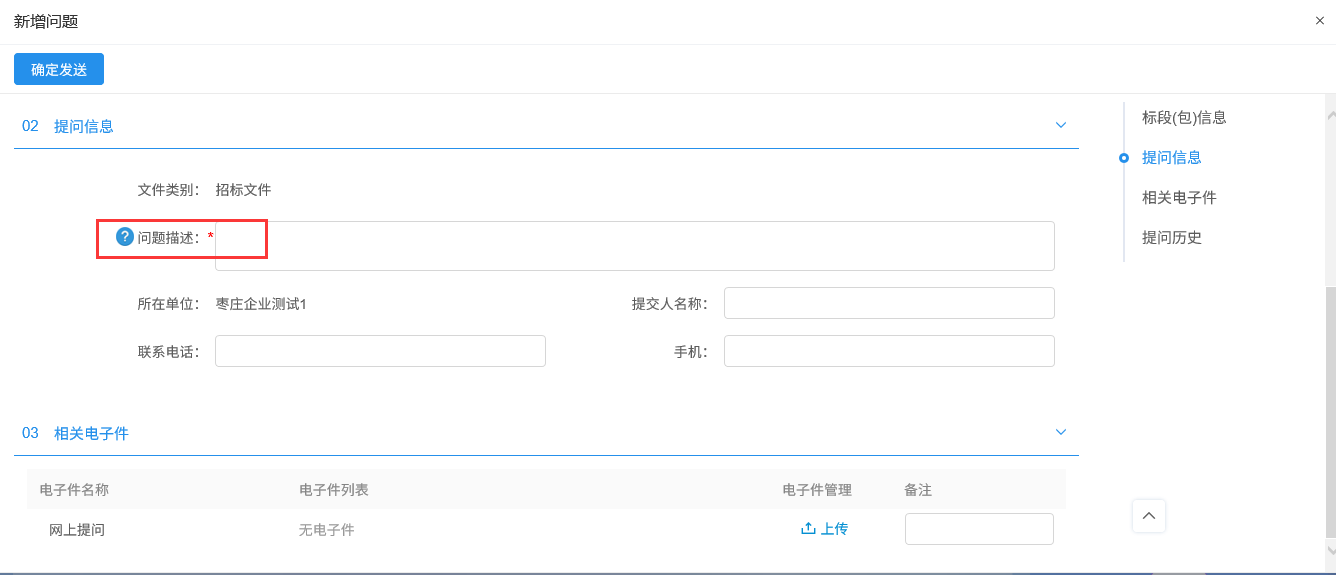 新增问题
×
确定发送
02 提问信息
标段(包)信息
提问信息
相关电子件
提问历史
文件类别： 招标文件
? 问题描述：*
所在单位： 枣庄企业测试1 提交人名称：
联系电话： 手机：
03 相关电子件
电子件名称 电子件列表 电子件管理 备注
网上提问 无电子件 上传